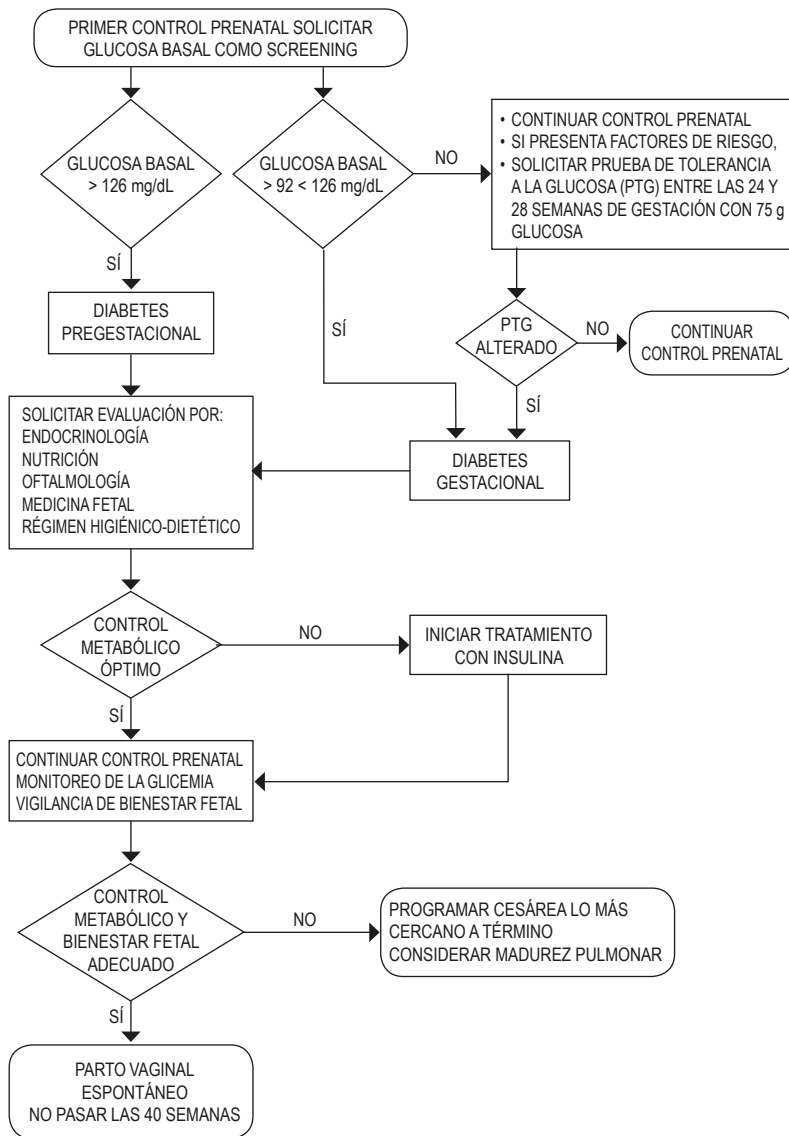 PRIMER CONTROL PRENATAL SOLICITAR
GLUCOSA BASAL COMO SCREENING
GLUCOSA BASAL
> 126 mg/dL
GLUCOSA BASAL
> 92 < 126 mg/dL
NO
• CONTINUAR CONTROL PRENATAL
• SI PRESENTA FACTORES DE RIESGO,
• SOLICITAR PRUEBA DE TOLERANCIA
A LA GLUCOSA (PTG) ENTRE LAS 24 Y
28 SEMANAS DE GESTACIÓN CON 75 g
GLUCOSA
SÍ
DIABETES
PREGESTACIONAL
SÍ
PTG
ALTERADO
NO
CONTINUAR
CONTROL PRENATAL
SÍ
SOLICITAR EVALUACIÓN POR:
ENDOCRINOLOGÍA
NUTRICIÓN
OFTALMOLOGÍA
MEDICINA FETAL
RÉGIMEN HIGIÉNICO-DIETÉTICO
DIABETES
GESTACIONAL
CONTROL
METABÓLICO
ÓPTIMO
NO
INICIAR TRATAMIENTO
CON INSULINA
SÍ
CONTINUAR CONTROL PRENATAL
MONITOREO DE LA GLICEMIA
VIGILANCIA DE BIENESTAR FETAL
CONTROL
METABÓLICO Y
BIENESTAR FETAL
ADECUADO
NO
PROGRAMAR CESÁREA LO MÁS
CERCANO A TÉRMINO
CONSIDERAR MADUREZ PULMONAR
SÍ
PARTO VAGINAL
ESPONTÁNEO
NO PASAR LAS 40 SEMANAS